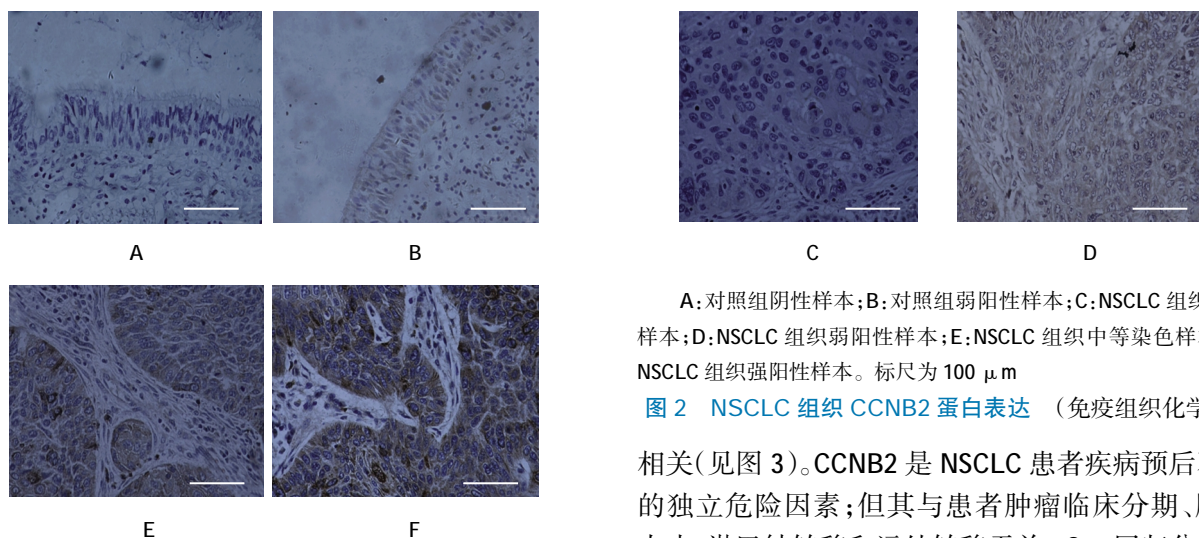 A
B
C
D
E
F
A:对照组阴性样本;B:对照组弱阳性样本;C:NSCLC 组织
样本;D:NSCLC 组织弱阳性样本;E:NSCLC 组织中等染色样
NSCLC 组织强阳性样本。标尺为 100 μm
图 2 NSCLC 组织 CCNB2 蛋白表达 (免疫组织化学
相关(见图 3)。CCNB2 是 NSCLC 患者疾病预后
的独立危险因素;但其与患者肿瘤临床分期、